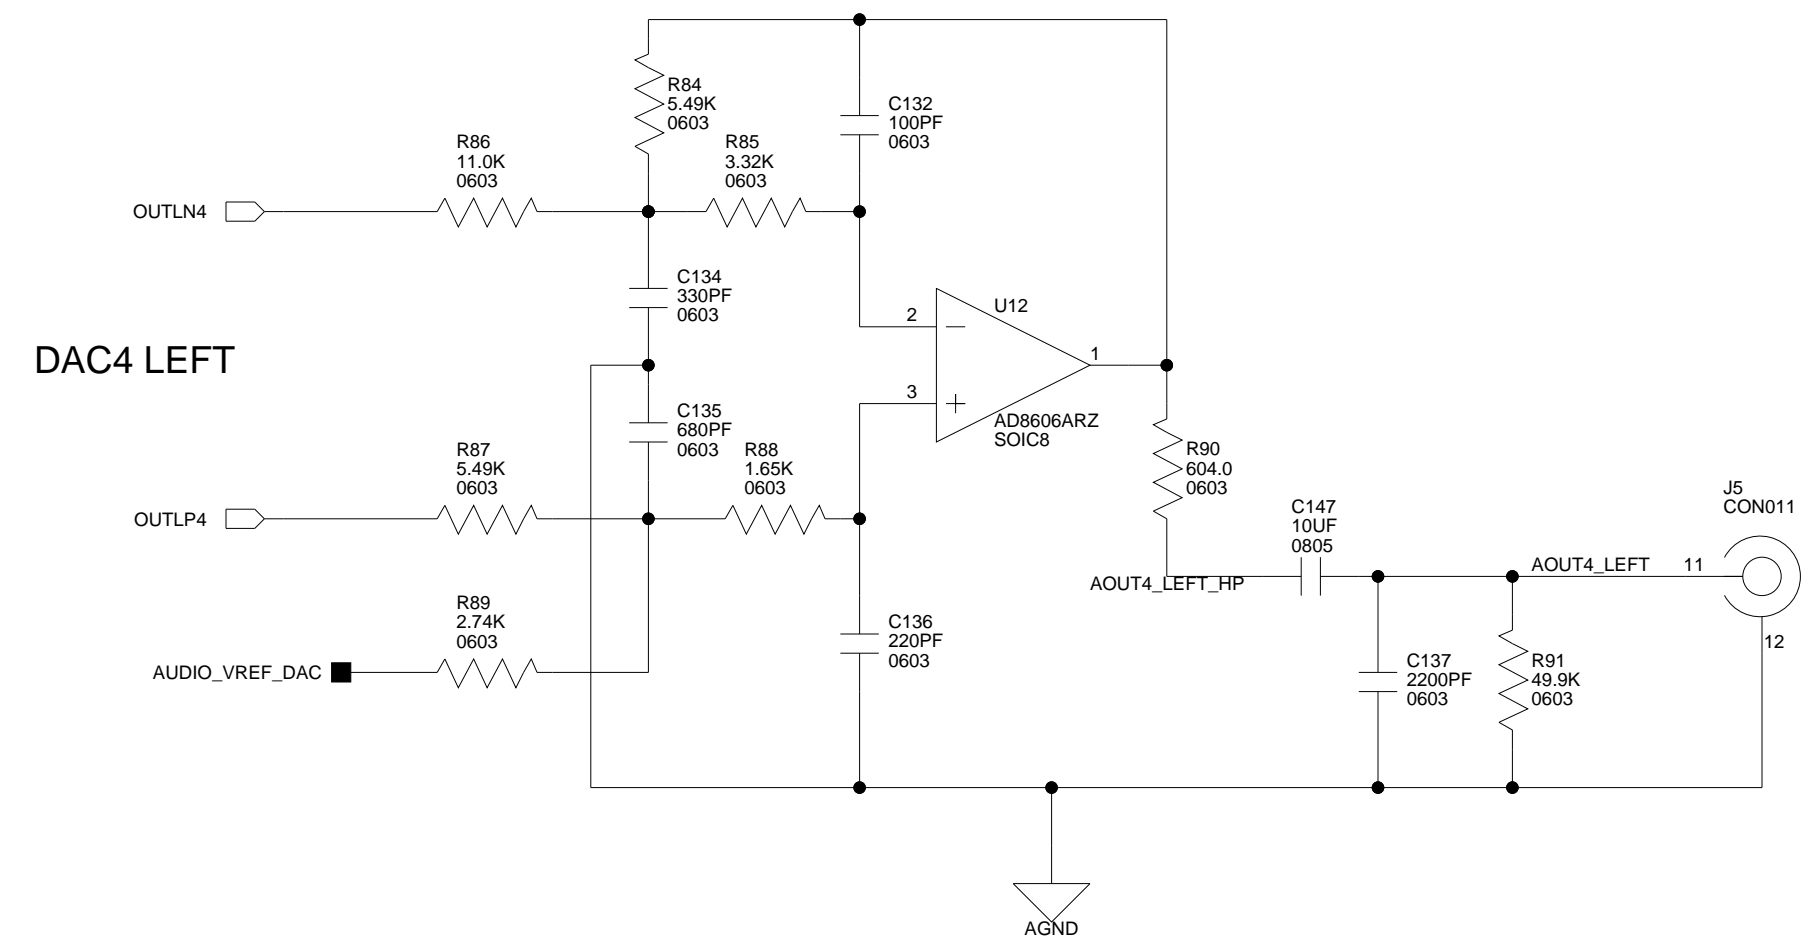 R84
5.49K
0603
C132
100PF
0603
R86
11.0K
0603
R85
3.32K
0603
OUTLN4
C134
330PF
0603
U12
2
1
3
AD8606ARZ
SOIC8
DAC4 LEFT
C135
680PF
0603
R87
5.49K
0603
R88
1.65K
0603
OUTLP4
R90
604.0
0603
C147
10UF
0805
J5
CON011
AOUT4_LEFT_HP
AOUT4_LEFT
11
12
R89
2.74K
0603
AUDIO_VREF_DAC
C136
220PF
0603
C137
2200PF
0603
R91
49.9K
0603
AGND